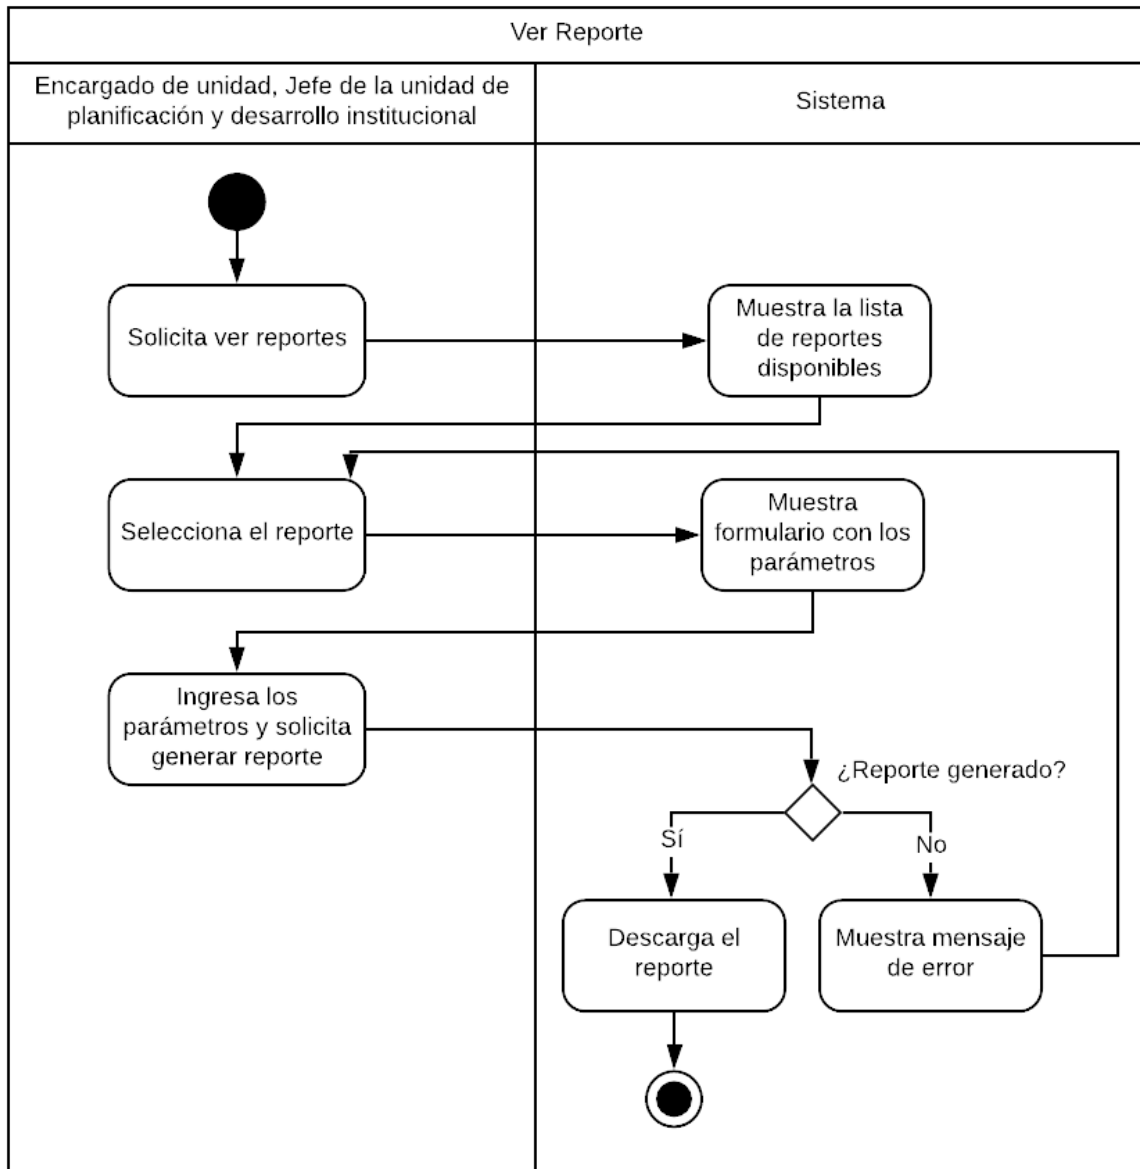 Ver Reporte
Encargado de unidad, Jefe de la unidad de
planificación y desarrollo institucional
Sistema
Solicita ver reportes
Muestra la lista
de reportes
disponibles
Selecciona el reporte
Muestra
formulario con los
parámetros
Ingresa los
parámetros y solicita
generar reporte
¿Reporte generado?
Sí
No
Descarga el
reporte
Muestra mensaje
de error